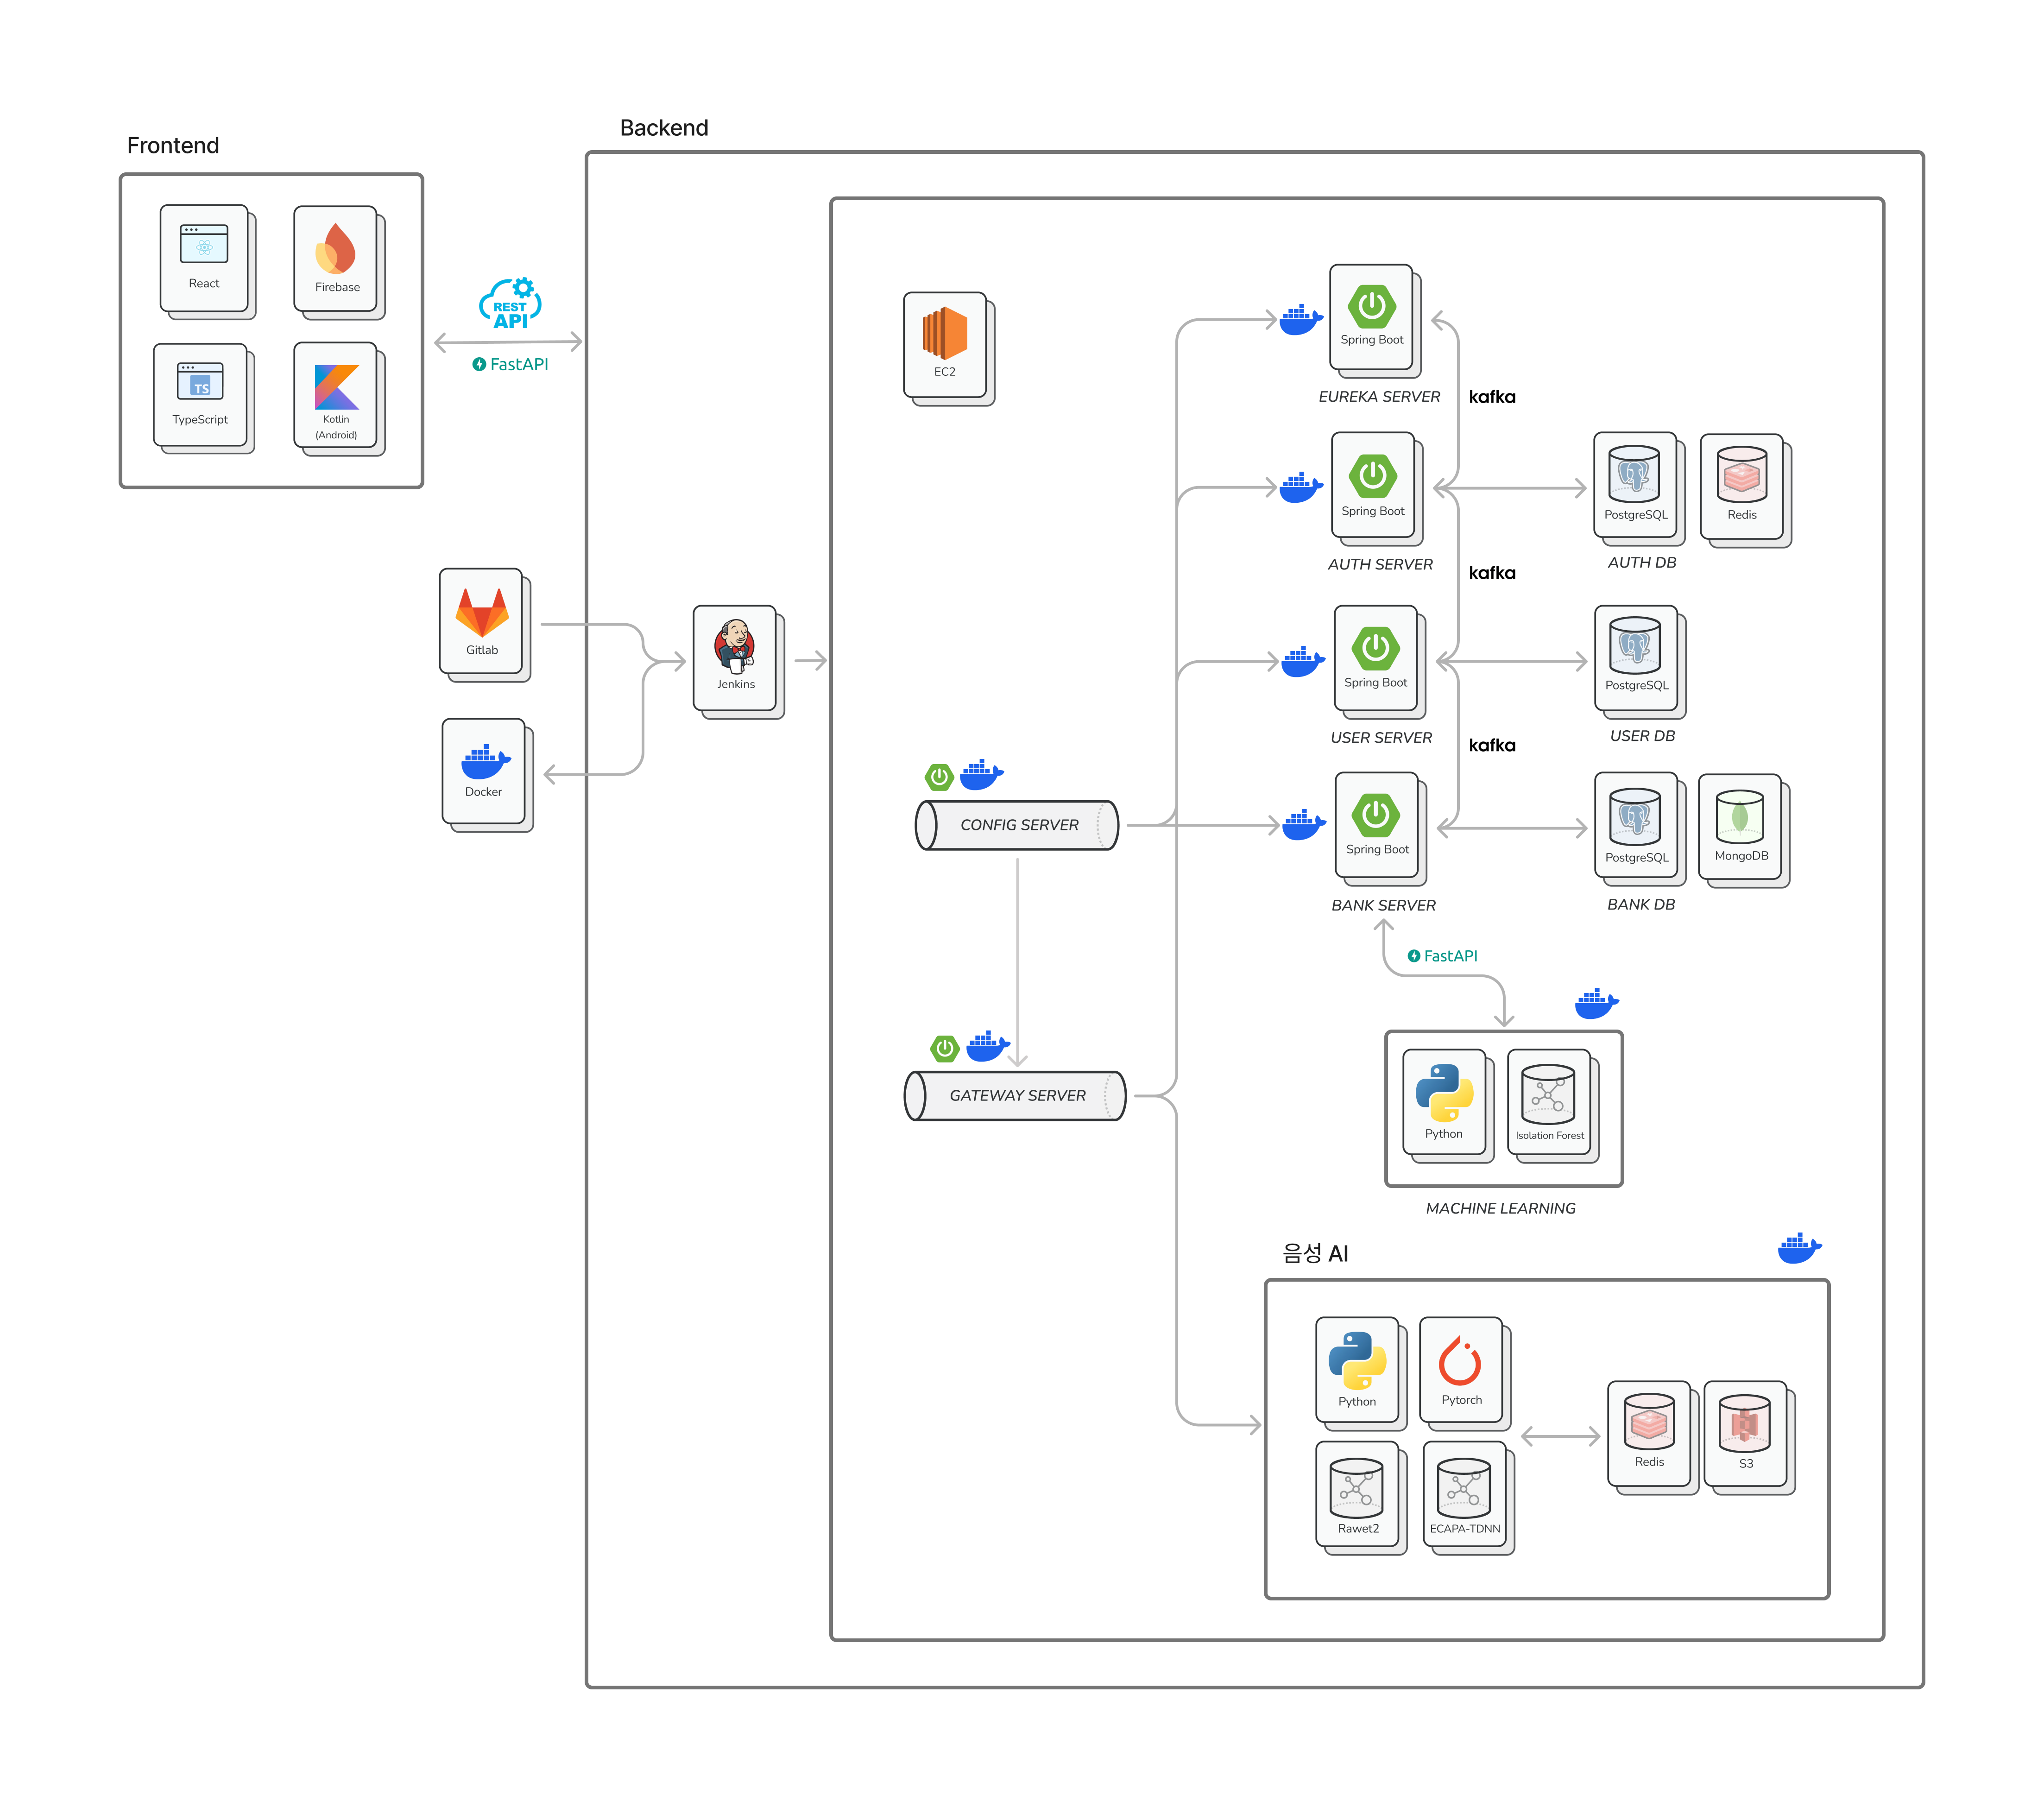 Frontend
React
Firebase
TypeScript
TS
Kotlin
(Android)
REST
API
FastAPI
Backend
Gitlab
Docker
Jenkins
EC2
CONFIG SERVER
GATEWAY SERVER
Spring Boot
EUREKA SERVER
kafka
Spring Boot
AUTH SERVER
kafka
PostgreSQL
Redis
AUTH DB
Spring Boot
USER SERVER
kafka
PostgreSQL
USER DB
Spring Boot
BANK SERVER
PostgreSQL
MongoDB
BANK DB
FastAPI
Python
Isolation Forest
MACHINE LEARNING
음성 AI
Python
Pytorch
Rawet2
ECAPA-TDNN
Redis
S3